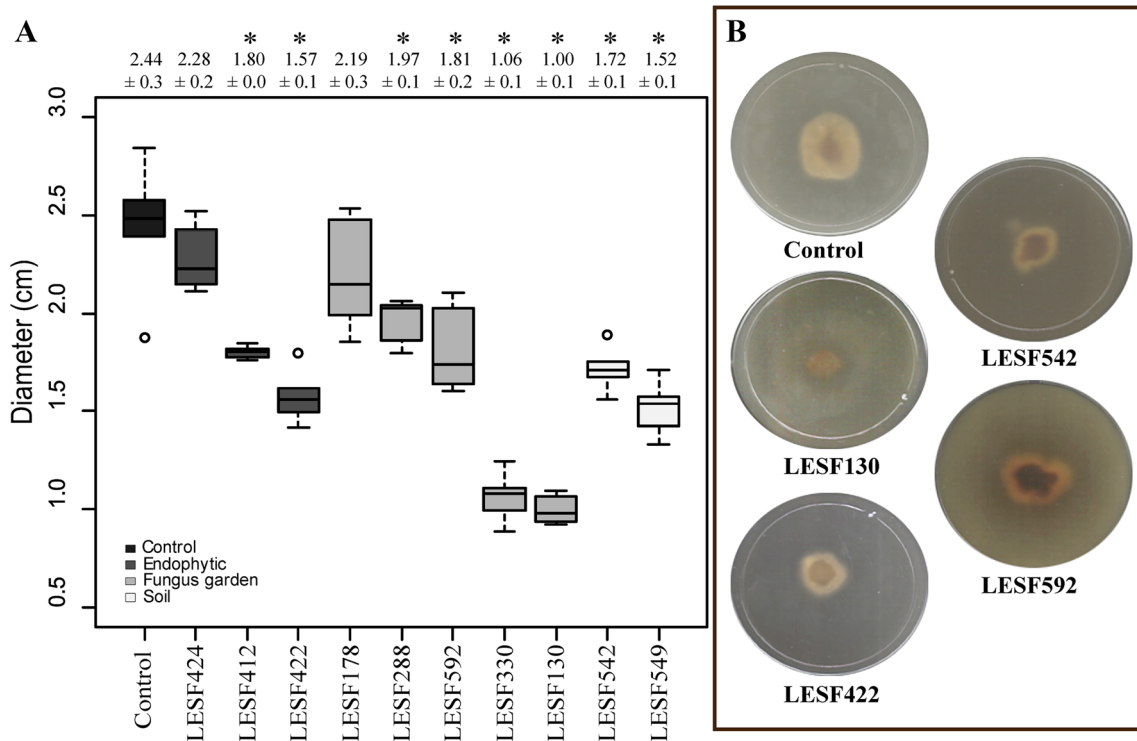 A
* * * * * * * *
2.44 2.28 1.80 1.57 2.19 1.97 1.81 1.06 1.00 1.72 1.52
± 0.3 ± 0.2 ± 0.0 ± 0.1 ± 0.3 ± 0.1 ± 0.2 ± 0.1 ± 0.1 ± 0.1 ± 0.1
Diameter (cm)
3.0
2.5
2.0
1.5
1.0
0.5
Control
Endophytic
Fungus garden
Soil
Control
LESF424
LESF412
LESF422
LESF178
LESF288
LESF592
LESF330
LESF130
LESF542
LESF549
B
Control
LESF130
LESF422
LESF542
LESF592